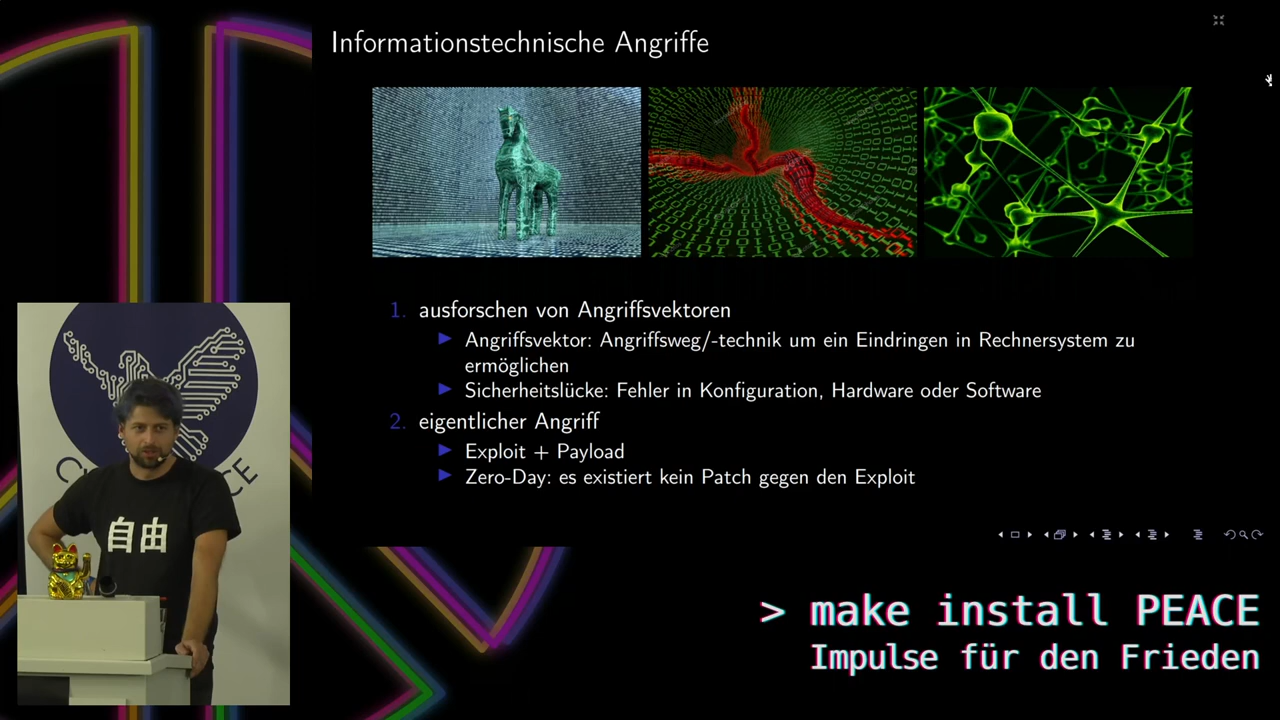 Informationstechnische Angriffe
1. ausforschen von Angriffsvektoren
Angriffsvektor: Angriffsweg/-technik um ein Eindringen in Rechnersystem zu
ermöglichen
Sicherheitslücke: Fehler in Konfiguration, Hardware oder Software
2. eigentlicher Angriff
Exploit + Payload
Zero-Day: es existiert kein Patch gegen den Exploit
自由
> make install PEACE
Impulse für den Frieden